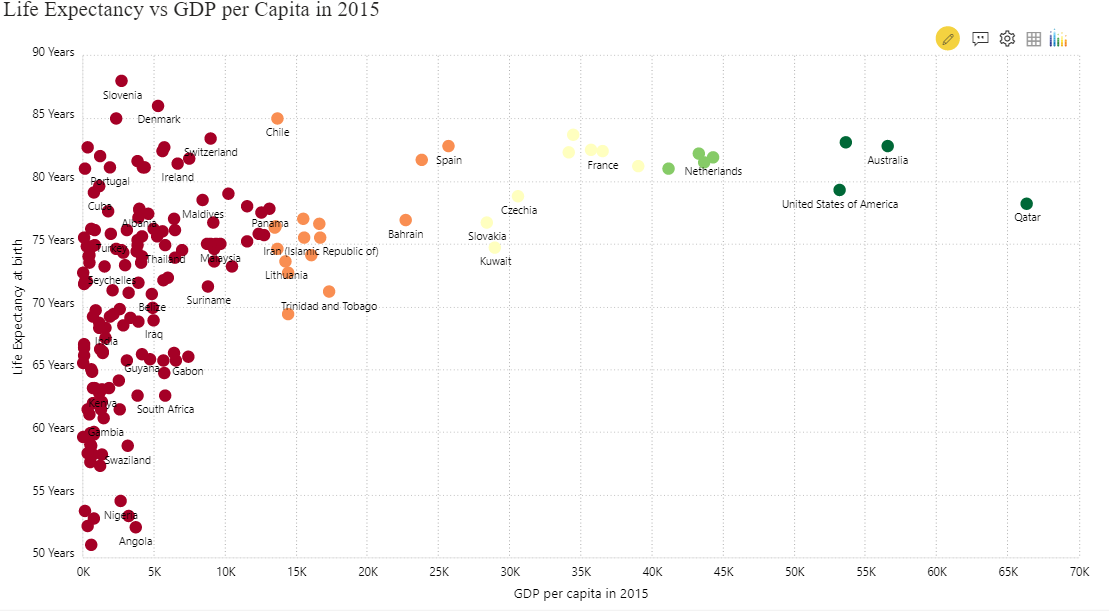 Life Expectancy vs GDP per Capita in 2015
90 Years
Slovenia
85 Years
Denmark
Chile
Switzerland
Spain
France
Australia
Ireland
Netherlands
80 Years
Portugal
Cuba
Maldives
Czechia
United States of America
Qatar
Albania
Panama
Bahrain
Slovakia
75 Years
Turkey
Thailand
Malaysia
Iran (Islamic Republic of)
Kuwait
Seychelles
Lithuania
Suriname
70 Years
Belize
Trinidad and Tobago
Iraq
India
65 Years
Guyana
Gabon
Kenya
South Africa
60 Years
Gambia
Swaziland
55 Years
Nigeria
Angola
50 Years
0K 5K 10K 15K 20K 25K 30K 35K 40K 45K 50K 55K 60K 65K 70K
GDP per capita in 2015
Life Expectancy at birth